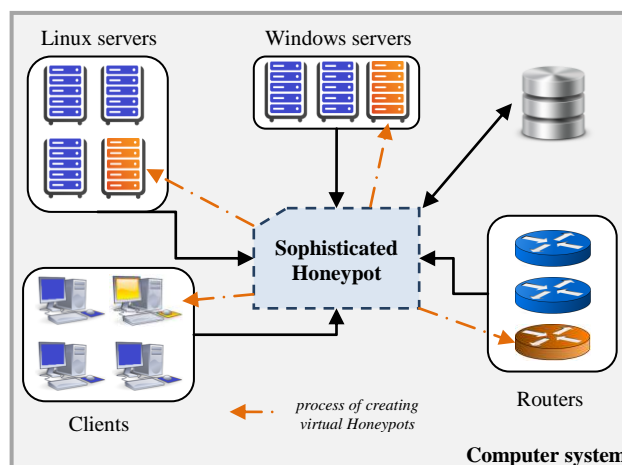 Linux servers
Windows servers
Sophisticated
Honeypot
Clients
process of creating
virtual Honeypots
Routers
Computer system